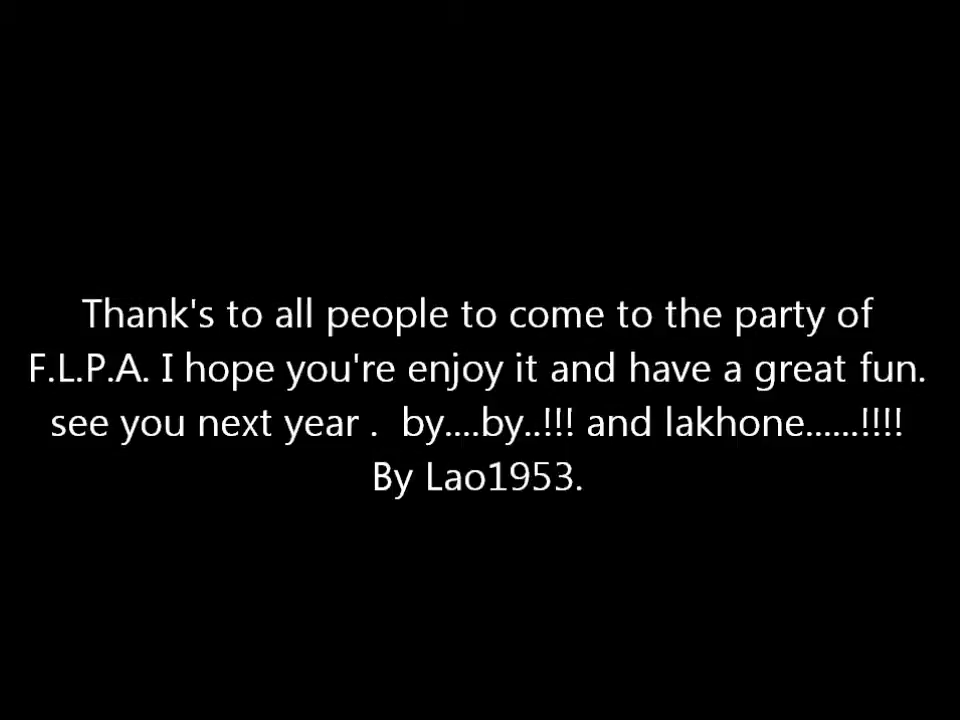 Thank's to all people to come to the party of
F.L.P.A. I hope you're enjoy it and have a great fun.
see you next year .  by....by..!!! and lakhone......!!!!
By Lao1953.